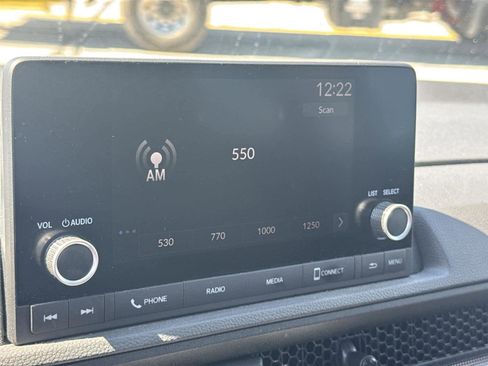 12:22
Scan
AM
550
VOL AUDIO
LIST SELECT
530 770 1000 1250
PHONE RADIO MEDIA CONNECT MENU